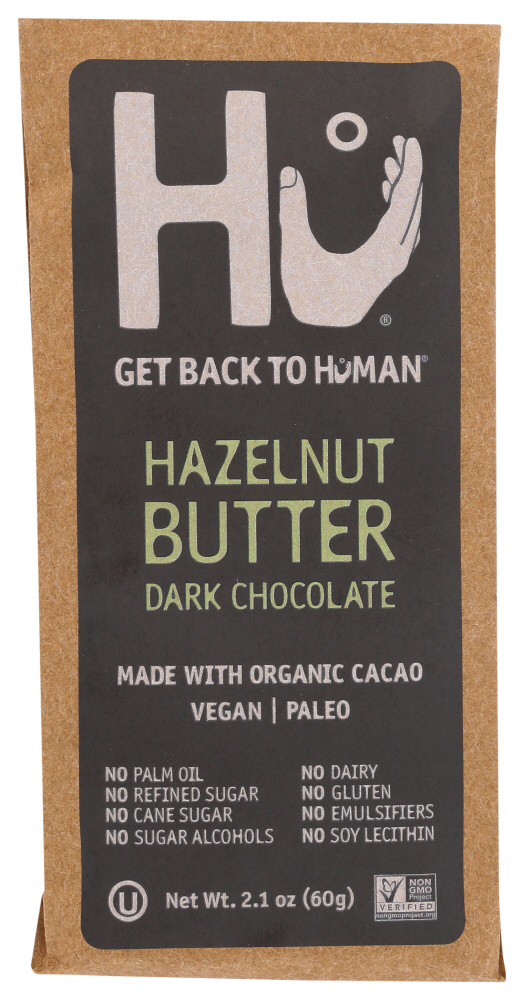 Hu
®
GET BACK TO HUMAN®
HAZELNUT
BUTTER
DARK CHOCOLATE
MADE WITH ORGANIC CACAO
VEGAN | PALEO
NO PALM OIL
NO REFINED SUGAR
NO CANE SUGAR
NO SUGAR ALCOHOLS
NO DAIRY
NO GLUTEN
NO EMULSIFIERS
NO SOY LECITHIN
U
Net Wt. 2.1 oz (60g)
NON
GMO
Project
VERIFIED
nongmoproject.org